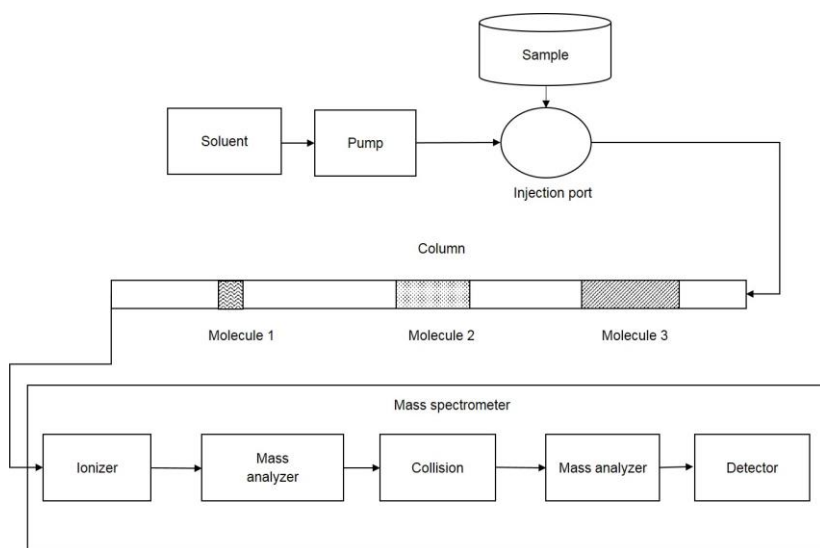 Sample
Soluent
Pump
Injection port
Column
Molecule 1
Molecule 2
Molecule 3
Mass spectrometer
Ionizer
Mass
analyzer
Collision
Mass analyzer
Detector